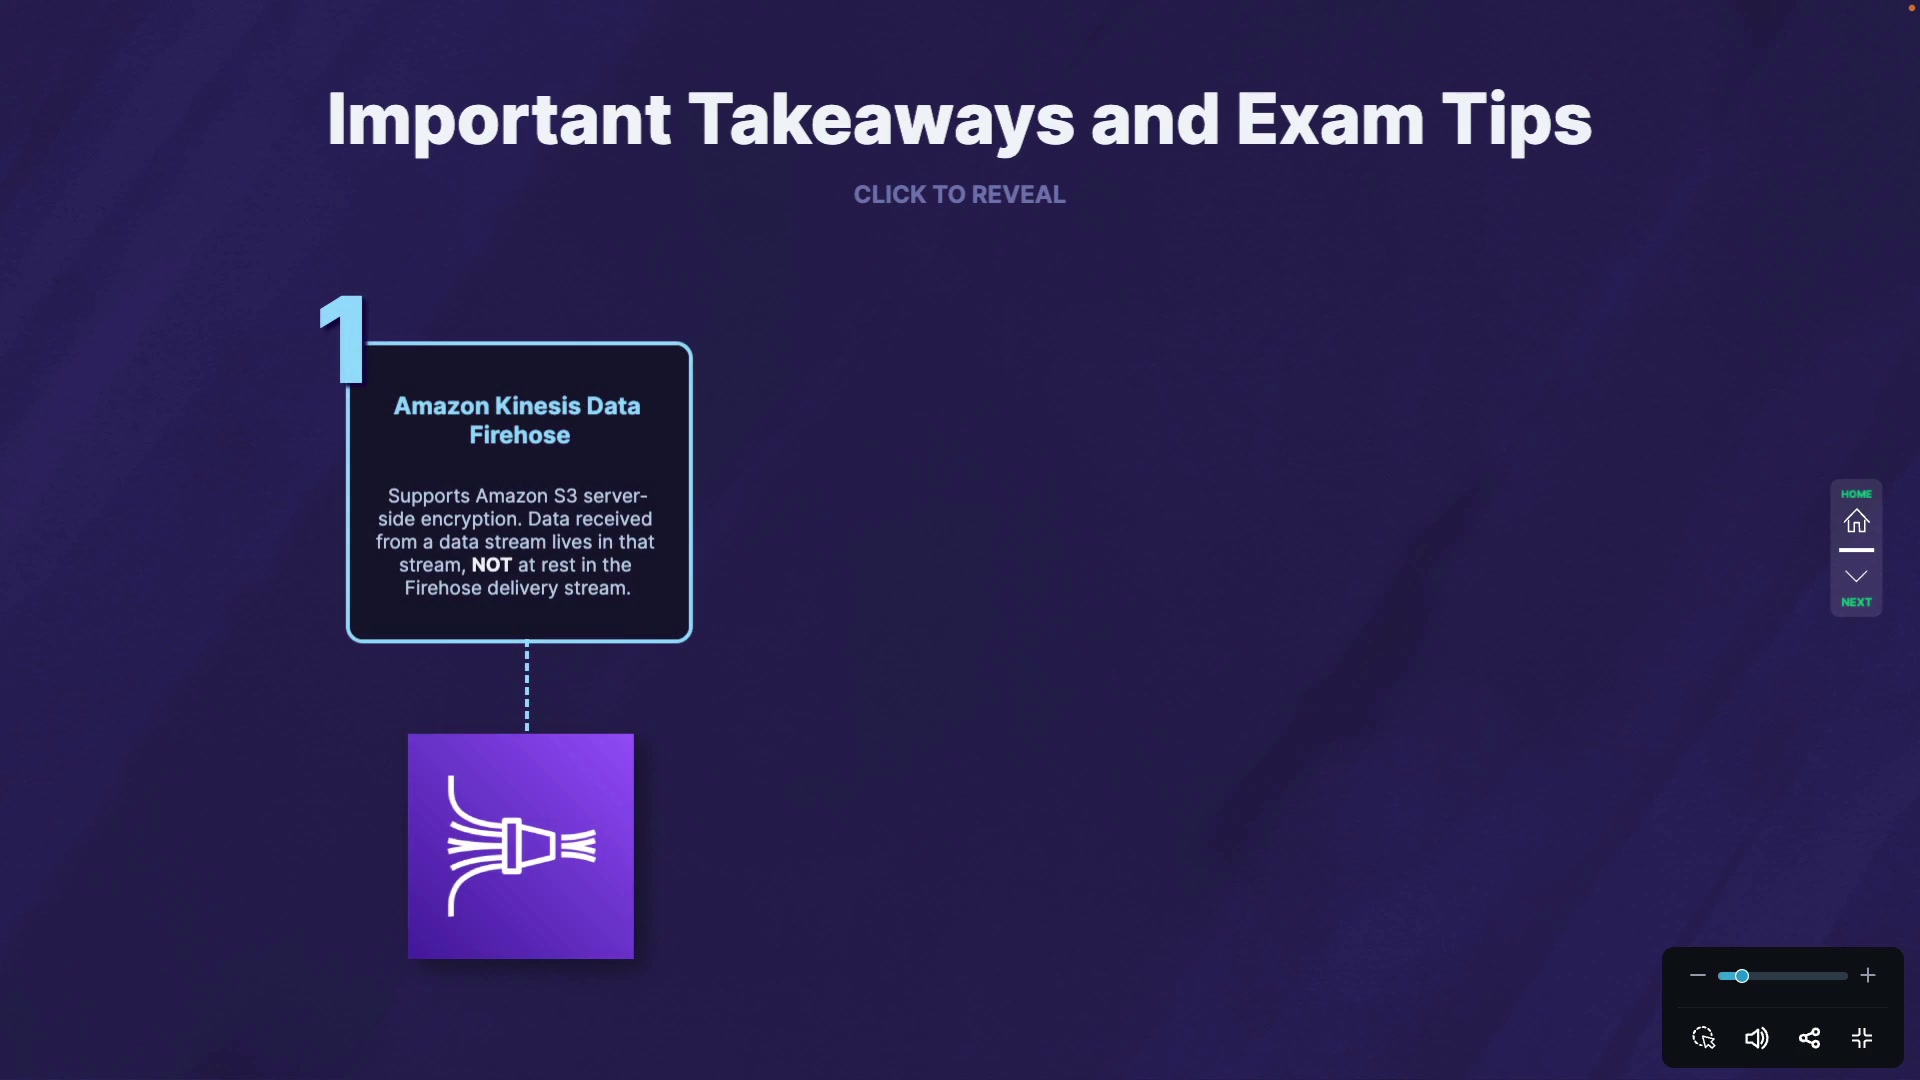 Important Takeaways and Exam Tips
CLICK TO REVEAL
1
Amazon Kinesis Data
Firehose
Supports Amazon S3 server-
side encryption. Data received
from a data stream lives in that
stream, NOT at rest in the
Firehose delivery stream.
HOME
NEXT